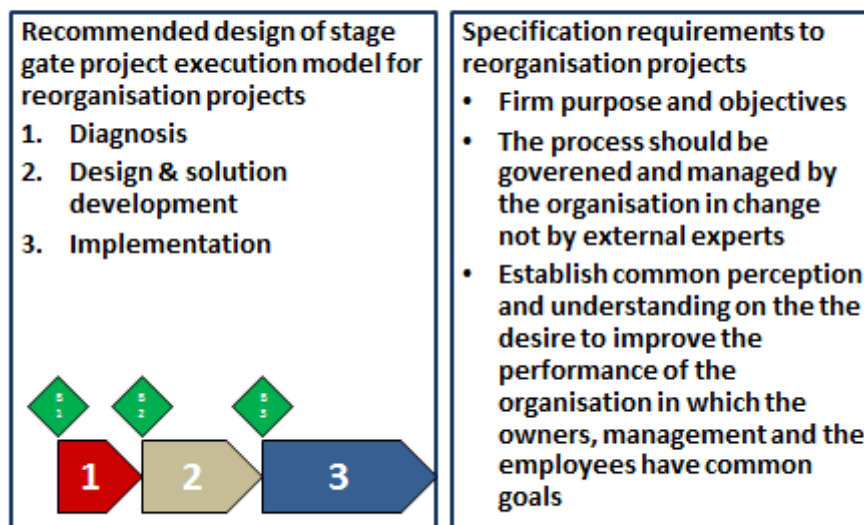 Recommended design of stage
gate project execution model for
reorganisation projects
1. Diagnosis
2. Design & solution
development
3. Implementation
B
1
B
2
B
3
1
2
3
Specification requirements to
reorganisation projects
• Firm purpose and objectives
• The process should be
goverened and managed by
the organisation in change
not by external experts
• Establish common perception
and understanding on the the
desire to improve the
performance of the
organisation in which the
owners, management and the
employees have common
goals